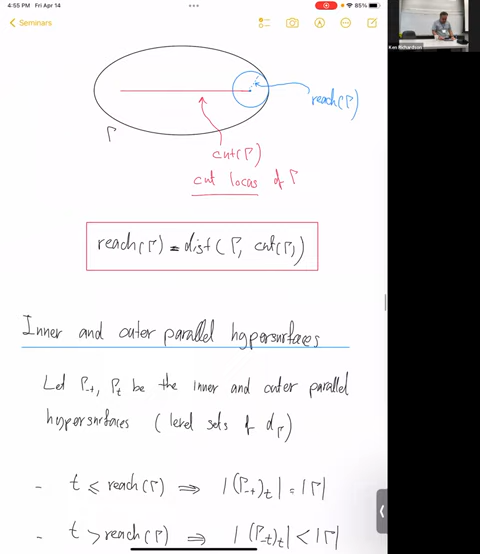 4:55 PM Fri Apr 14
85%
Seminars
Ken Richardson
reach(Γ)
Γ
cut(Γ)
cut locus of Γ
reach(Γ) = dist(Γ, cut(Γ))
Inner and outer parallel hypersurfaces
Let Γ-t, Γt be the inner and outer parallel
hypersurfaces (level sets of dΓ)
- t ≤ reach(Γ) ⇒ |(Γ-t)t| = |Γ|
- t > reach(Γ) ⇒ |(Γ-t)t| < |Γ|